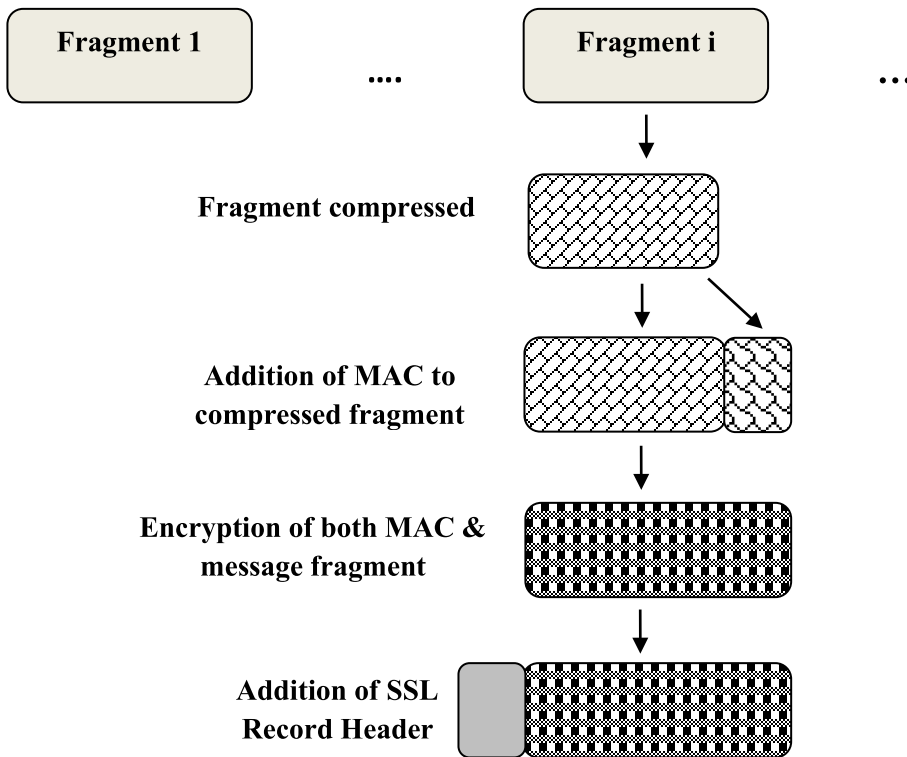 Fragment 1
....
Fragment i
...
Fragment compressed
Addition of MAC to
compressed fragment
Encryption of both MAC &
message fragment
Addition of SSL
Record Header